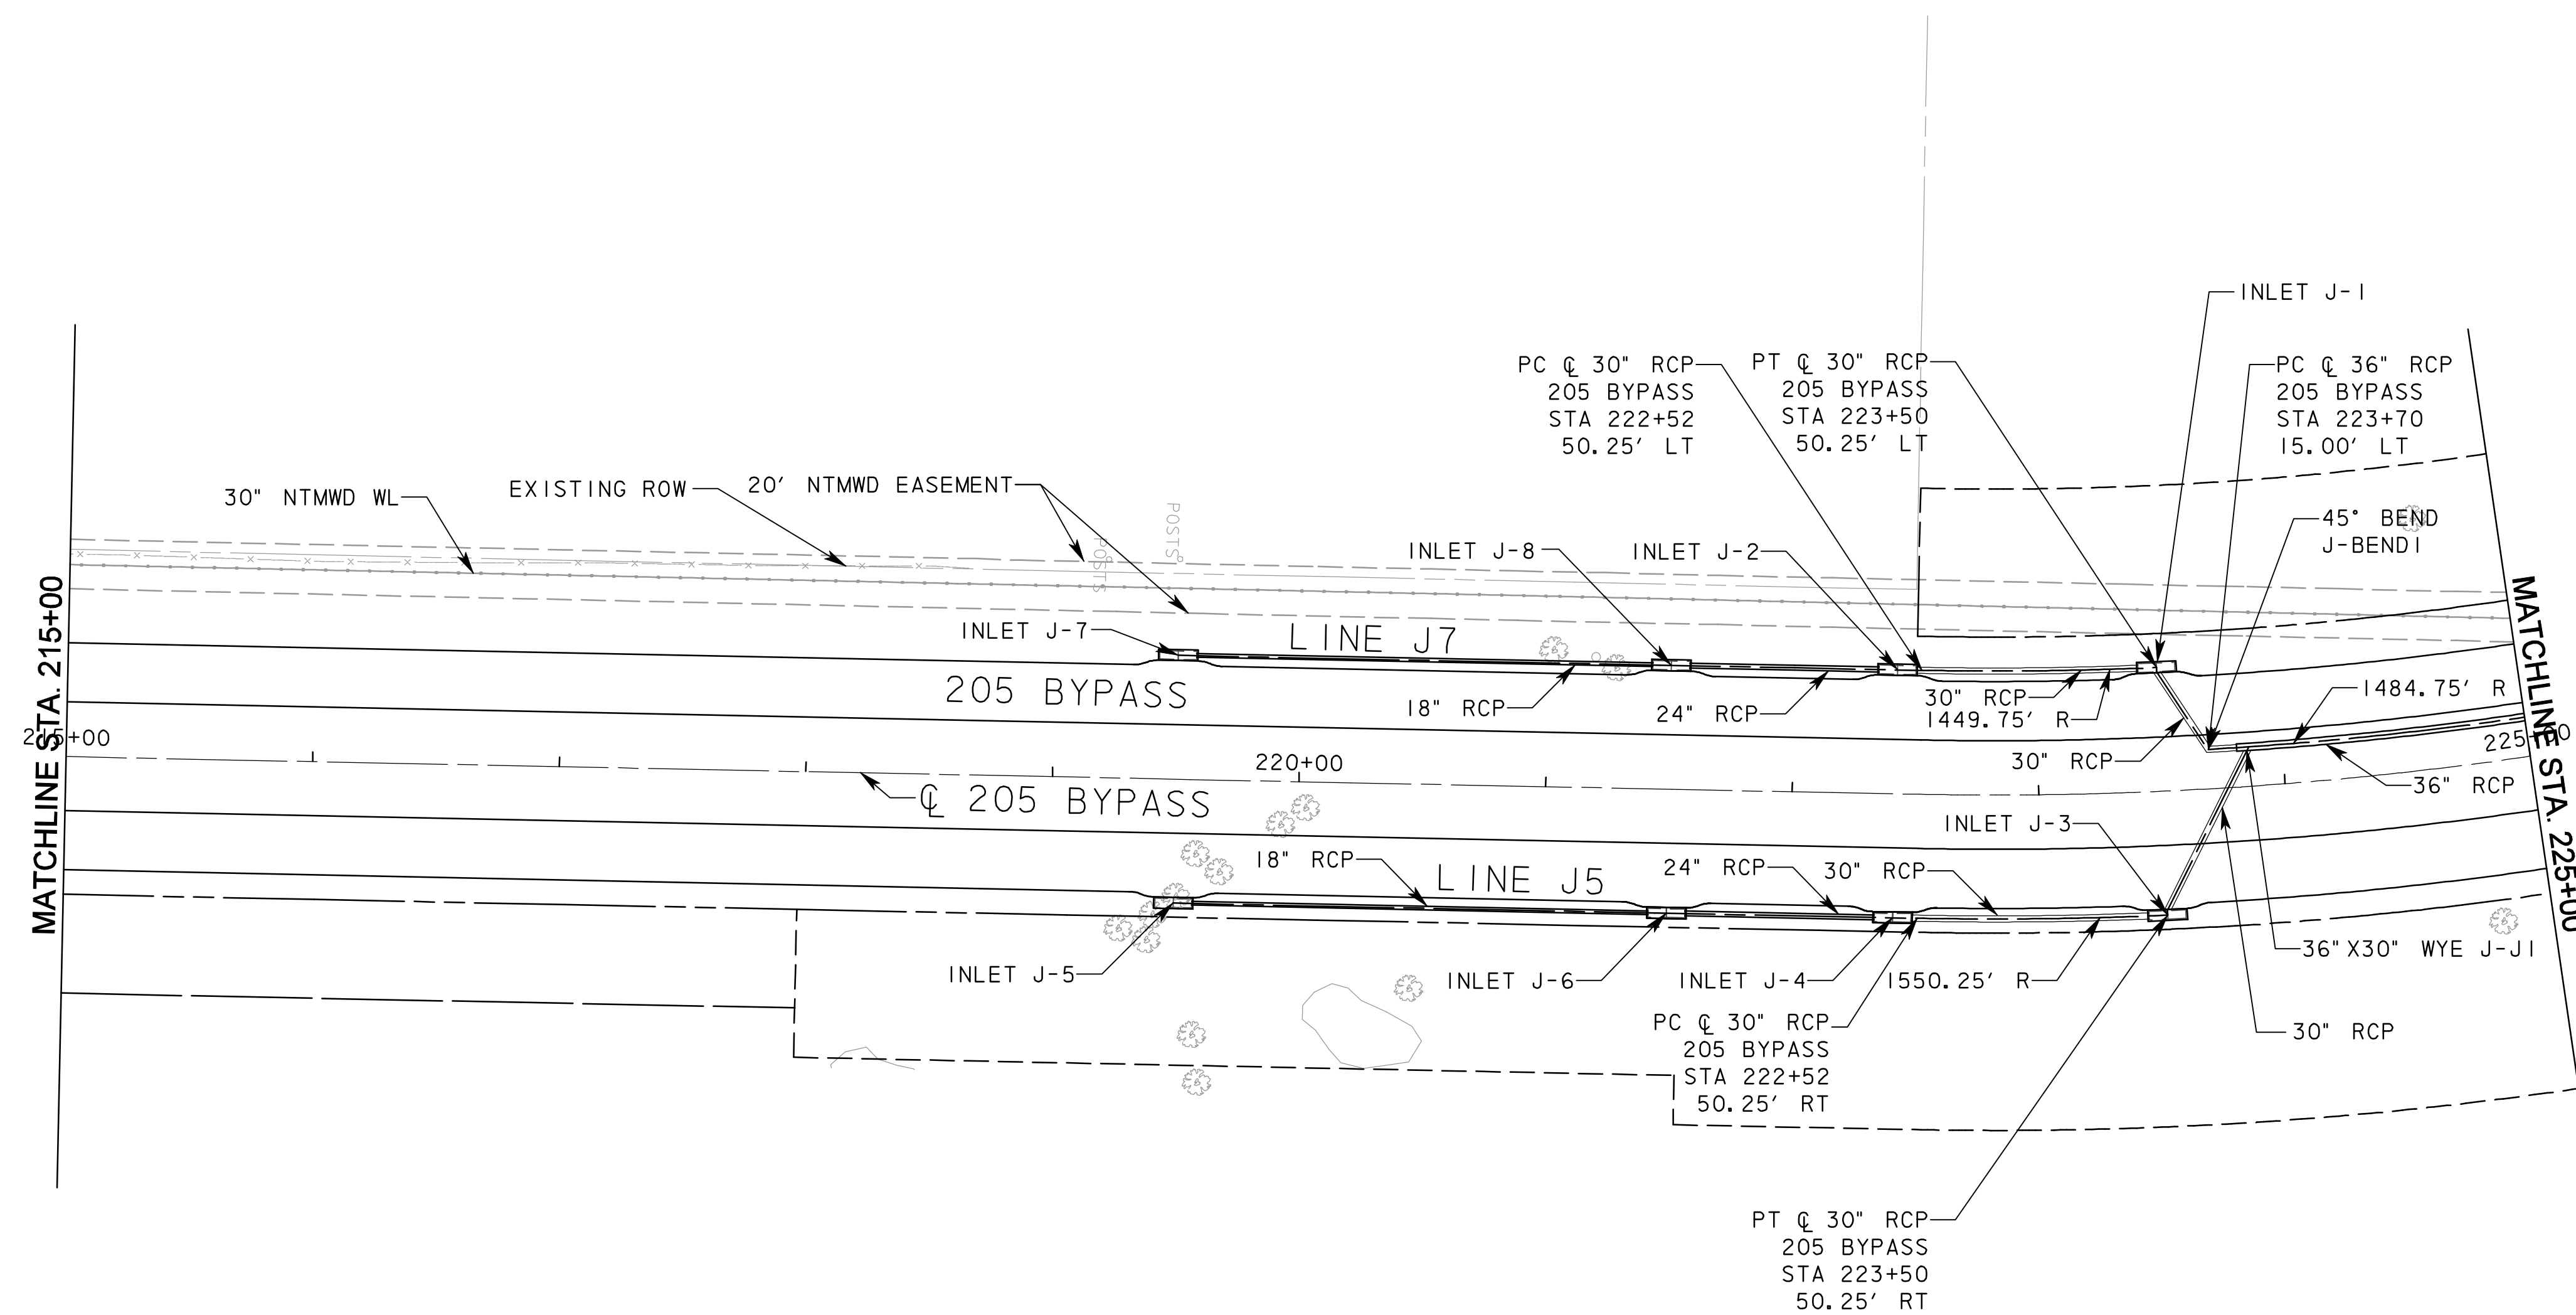 INLET J-1
PC ℄ 30" RCP
205 BYPASS
STA 222+52
50.25' LT
PT ℄ 30" RCP
205 BYPASS
STA 223+50
50.25' LT
PC ℄ 36" RCP
205 BYPASS
STA 223+70
15.00' LT
30" NTMWD WL
EXISTING ROW
20' NTMWD EASEMENT
POSTS
POSTS
45° BEND
J-BEND1
INLET J-8
INLET J-2
INLET J-7
LINE J7
205 BYPASS
18" RCP
24" RCP
30" RCP
1449.75' R
30" RCP
1484.75' R
36" RCP
MATCHLINE STA. 215+00
215+00
220+00
225+00
MATCHLINE STA. 225+00
℄ 205 BYPASS
INLET J-3
18" RCP
LINE J5
24" RCP
30" RCP
INLET J-5
INLET J-6
INLET J-4
1550.25' R
36"X30" WYE J-J1
30" RCP
PC ℄ 30" RCP
205 BYPASS
STA 222+52
50.25' RT
PT ℄ 30" RCP
205 BYPASS
STA 223+50
50.25' RT